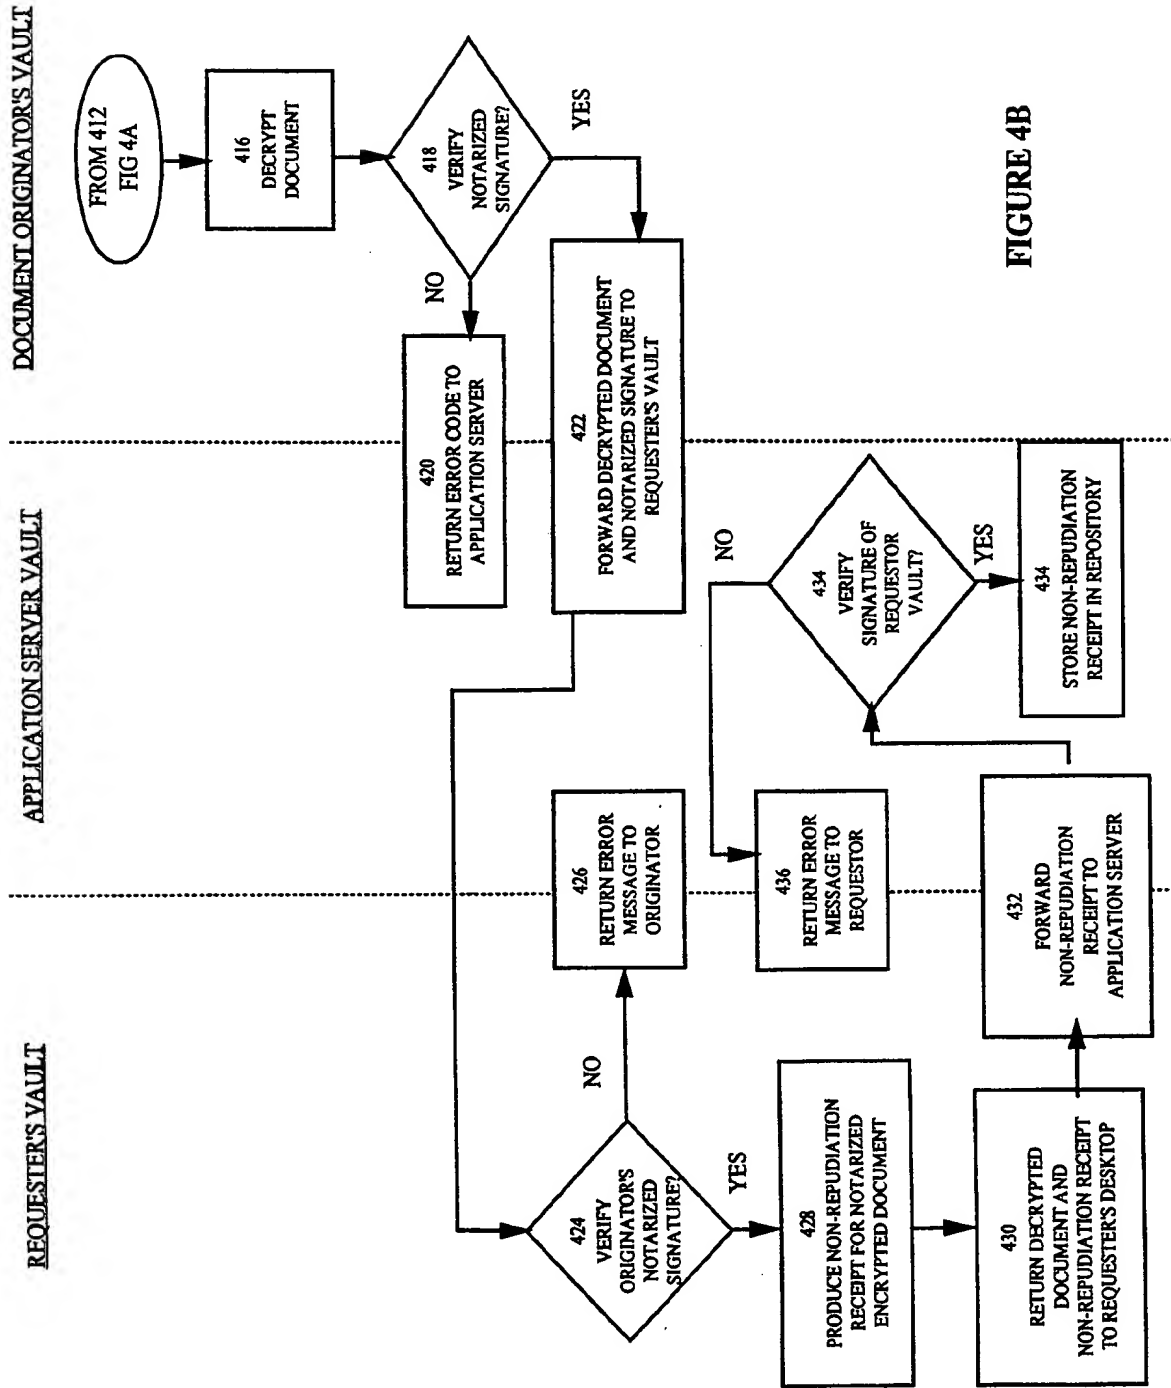 REQUESTER'S VAULT
APPLICATION SERVER VAULT
DOCUMENT ORIGINATOR'S VAULT
FROM 412
FIG 4A
416
DECRYPT
DOCUMENT
418
VERIFY
NOTARIZED
SIGNATURE?
YES
NO
420
RETURN ERROR CODE TO
APPLICATION SERVER
422
FORWARD DECRYPTED DOCUMENT
AND NOTARIZED SIGNATURE TO
REQUESTER'S VAULT
424
VERIFY
ORIGINATOR'S
NOTARIZED
SIGNATURE?
NO
YES
426
RETURN ERROR
MESSAGE TO
ORIGINATOR
428
PRODUCE NON-REPUDIATION
RECEIPT FOR NOTARIZED
ENCRYPTED DOCUMENT
430
RETURN DECRYPTED
DOCUMENT AND
NON-REPUDIATION RECEIPT
TO REQUESTER'S DESKTOP
432
FORWARD
NON-REPUDIATION
RECEIPT TO
APPLICATION SERVER
434
VERIFY
SIGNATURE OF
REQUESTOR
VAULT?
NO
YES
436
RETURN ERROR
MESSAGE TO
REQUESTOR
434
STORE NON-REPUDIATION
RECEIPT IN REPOSITORY
FIGURE 4B